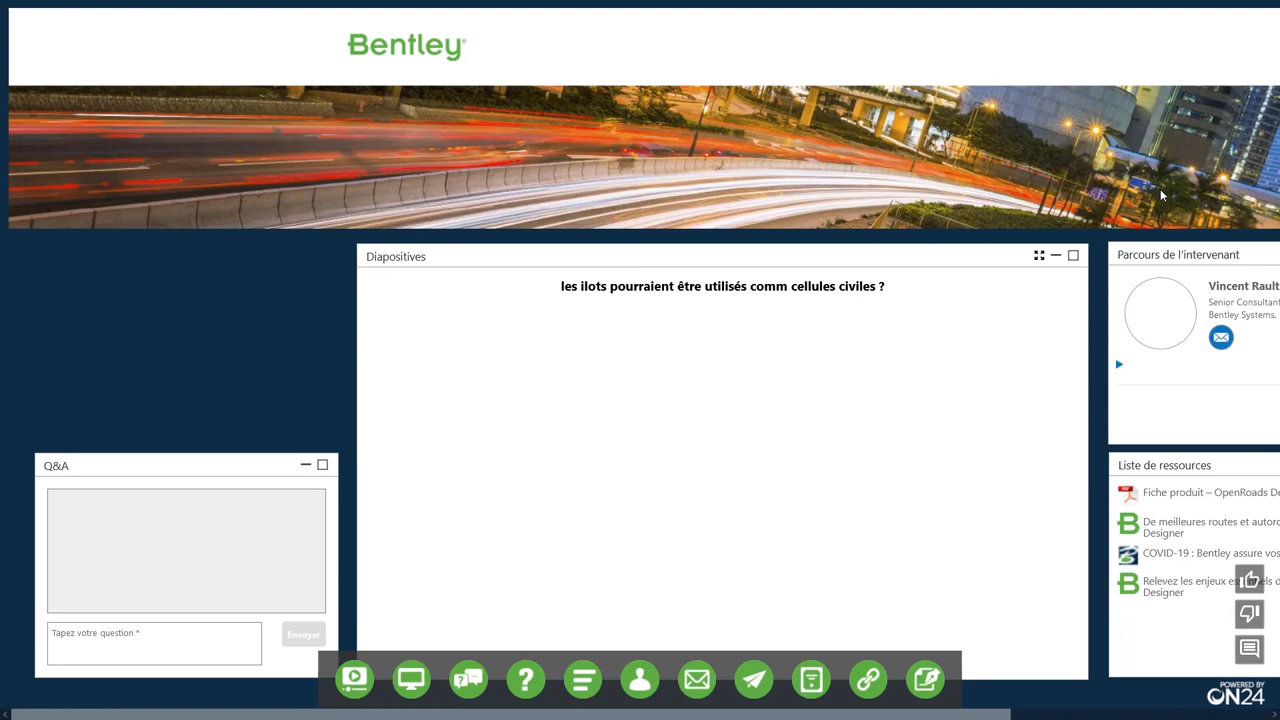 Bentley®
Diapositives
les ilots pourraient être utilisés comm cellules civiles ?
Parcours de l'intervenant
Vincent Rault
Senior Consultant
Bentley Systems,
Q&A
Tapez votre question *
Envoyer
Liste de ressources
Fiche produit – OpenRoads De
De meilleures routes et autoro
Designer
COVID-19 : Bentley assure vos
Relevez les enjeux d
Designer
POWERED BY
ON24